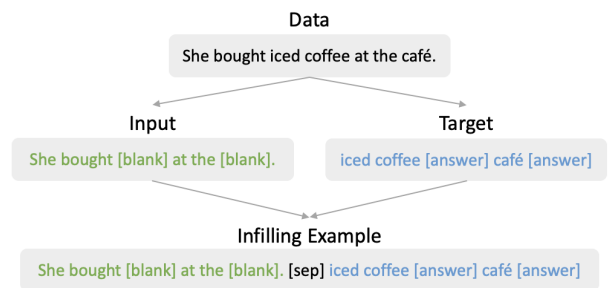 Data
She bought iced coffee at the café.
Input
Target
She bought [blank] at the [blank].
iced coffee [answer] café [answer]
Infilling Example
She bought [blank] at the [blank]. [sep] iced coffee [answer] café [answer]